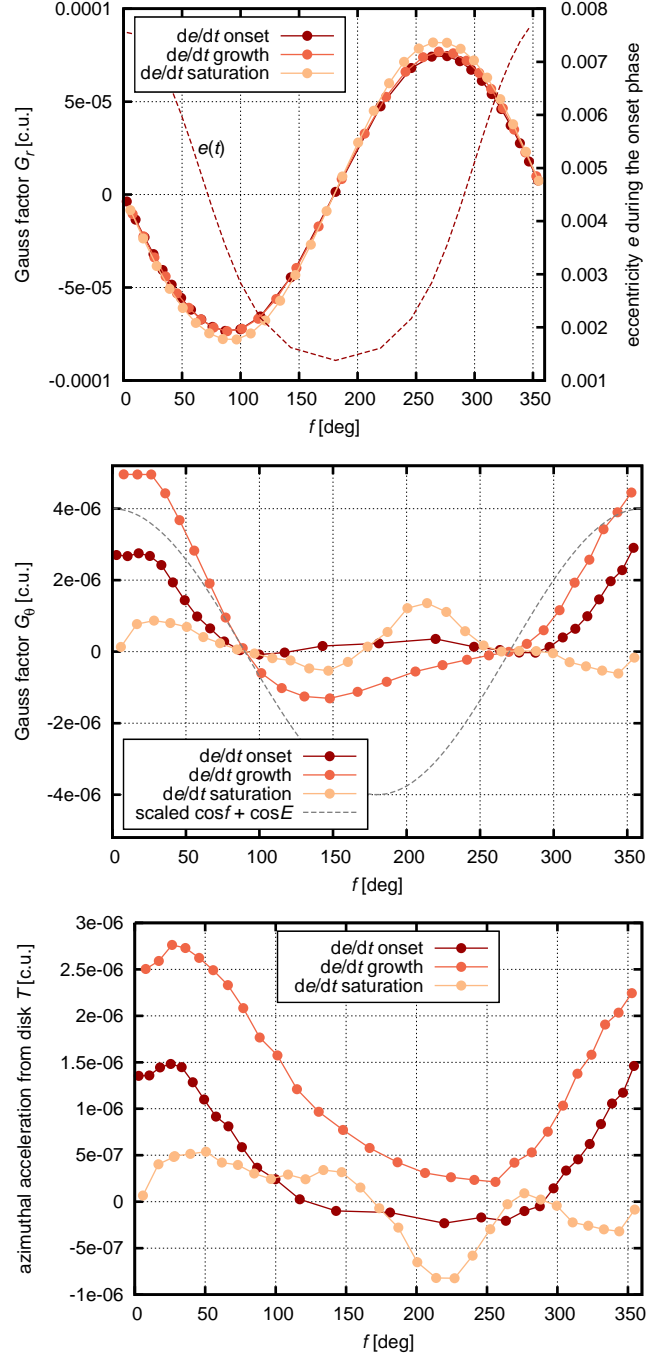 0.0001
5e-05
0
-5e-05
-0.0001
Gauss factor Gr [c.u.]
de/dt onset
de/dt growth
de/dt saturation
e(t)
0.008
0.007
0.006
0.005
0.004
0.003
0.002
0.001
eccentricity e during the onset phase
0 50 100 150 200 250 300 350
f [deg]
4e-06
2e-06
0
-2e-06
-4e-06
Gauss factor Gθ [c.u.]
de/dt onset
de/dt growth
de/dt saturation
scaled cosf + cosE
0 50 100 150 200 250 300 350
f [deg]
3e-06
2.5e-06
2e-06
1.5e-06
1e-06
5e-07
0
-5e-07
-1e-06
azimuthal acceleration from disk T [c.u.]
de/dt onset
de/dt growth
de/dt saturation
0 50 100 150 200 250 300 350
f [deg]